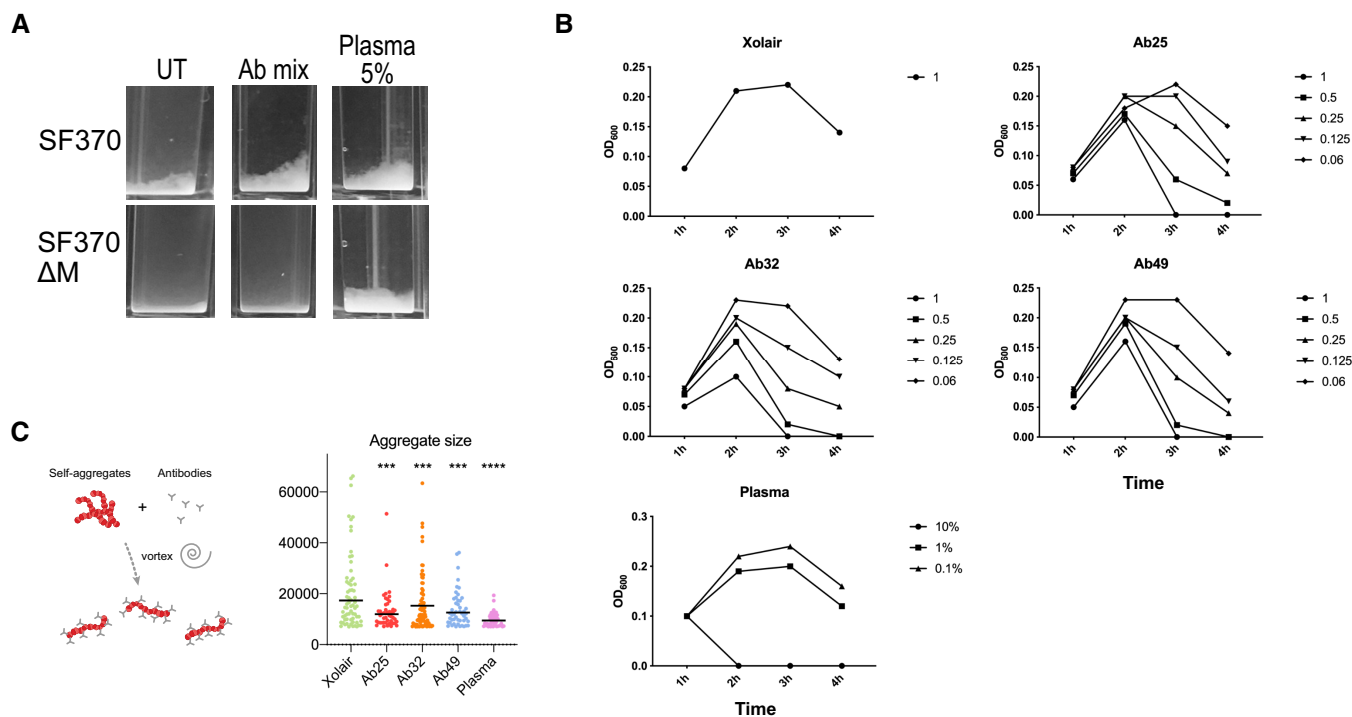 A
UT
Ab mix
Plasma
5%
SF370
SF370
ΔM
B
Xolair
OD600
0.25
0.20
0.15
0.10
0.05
0.00
1h
2h
3h
4h
1
Ab25
OD600
0.25
0.20
0.15
0.10
0.05
0.00
1h
2h
3h
4h
1
0.5
0.25
0.125
0.06
Ab32
OD600
0.25
0.20
0.15
0.10
0.05
0.00
1h
2h
3h
4h
1
0.5
0.25
0.125
0.06
Ab49
OD600
0.25
0.20
0.15
0.10
0.05
0.00
1h
2h
3h
4h
1
0.5
0.25
0.125
0.06
Time
Plasma
OD600
0.3
0.2
0.1
0.0
1h
2h
3h
4h
10%
1%
0.1%
Time
C
Self-aggregates
+
Antibodies
vortex
Aggregate size
*** *** *** ****
60000
40000
20000
0
Xolair
Ab25
Ab32
Ab49
Plasma